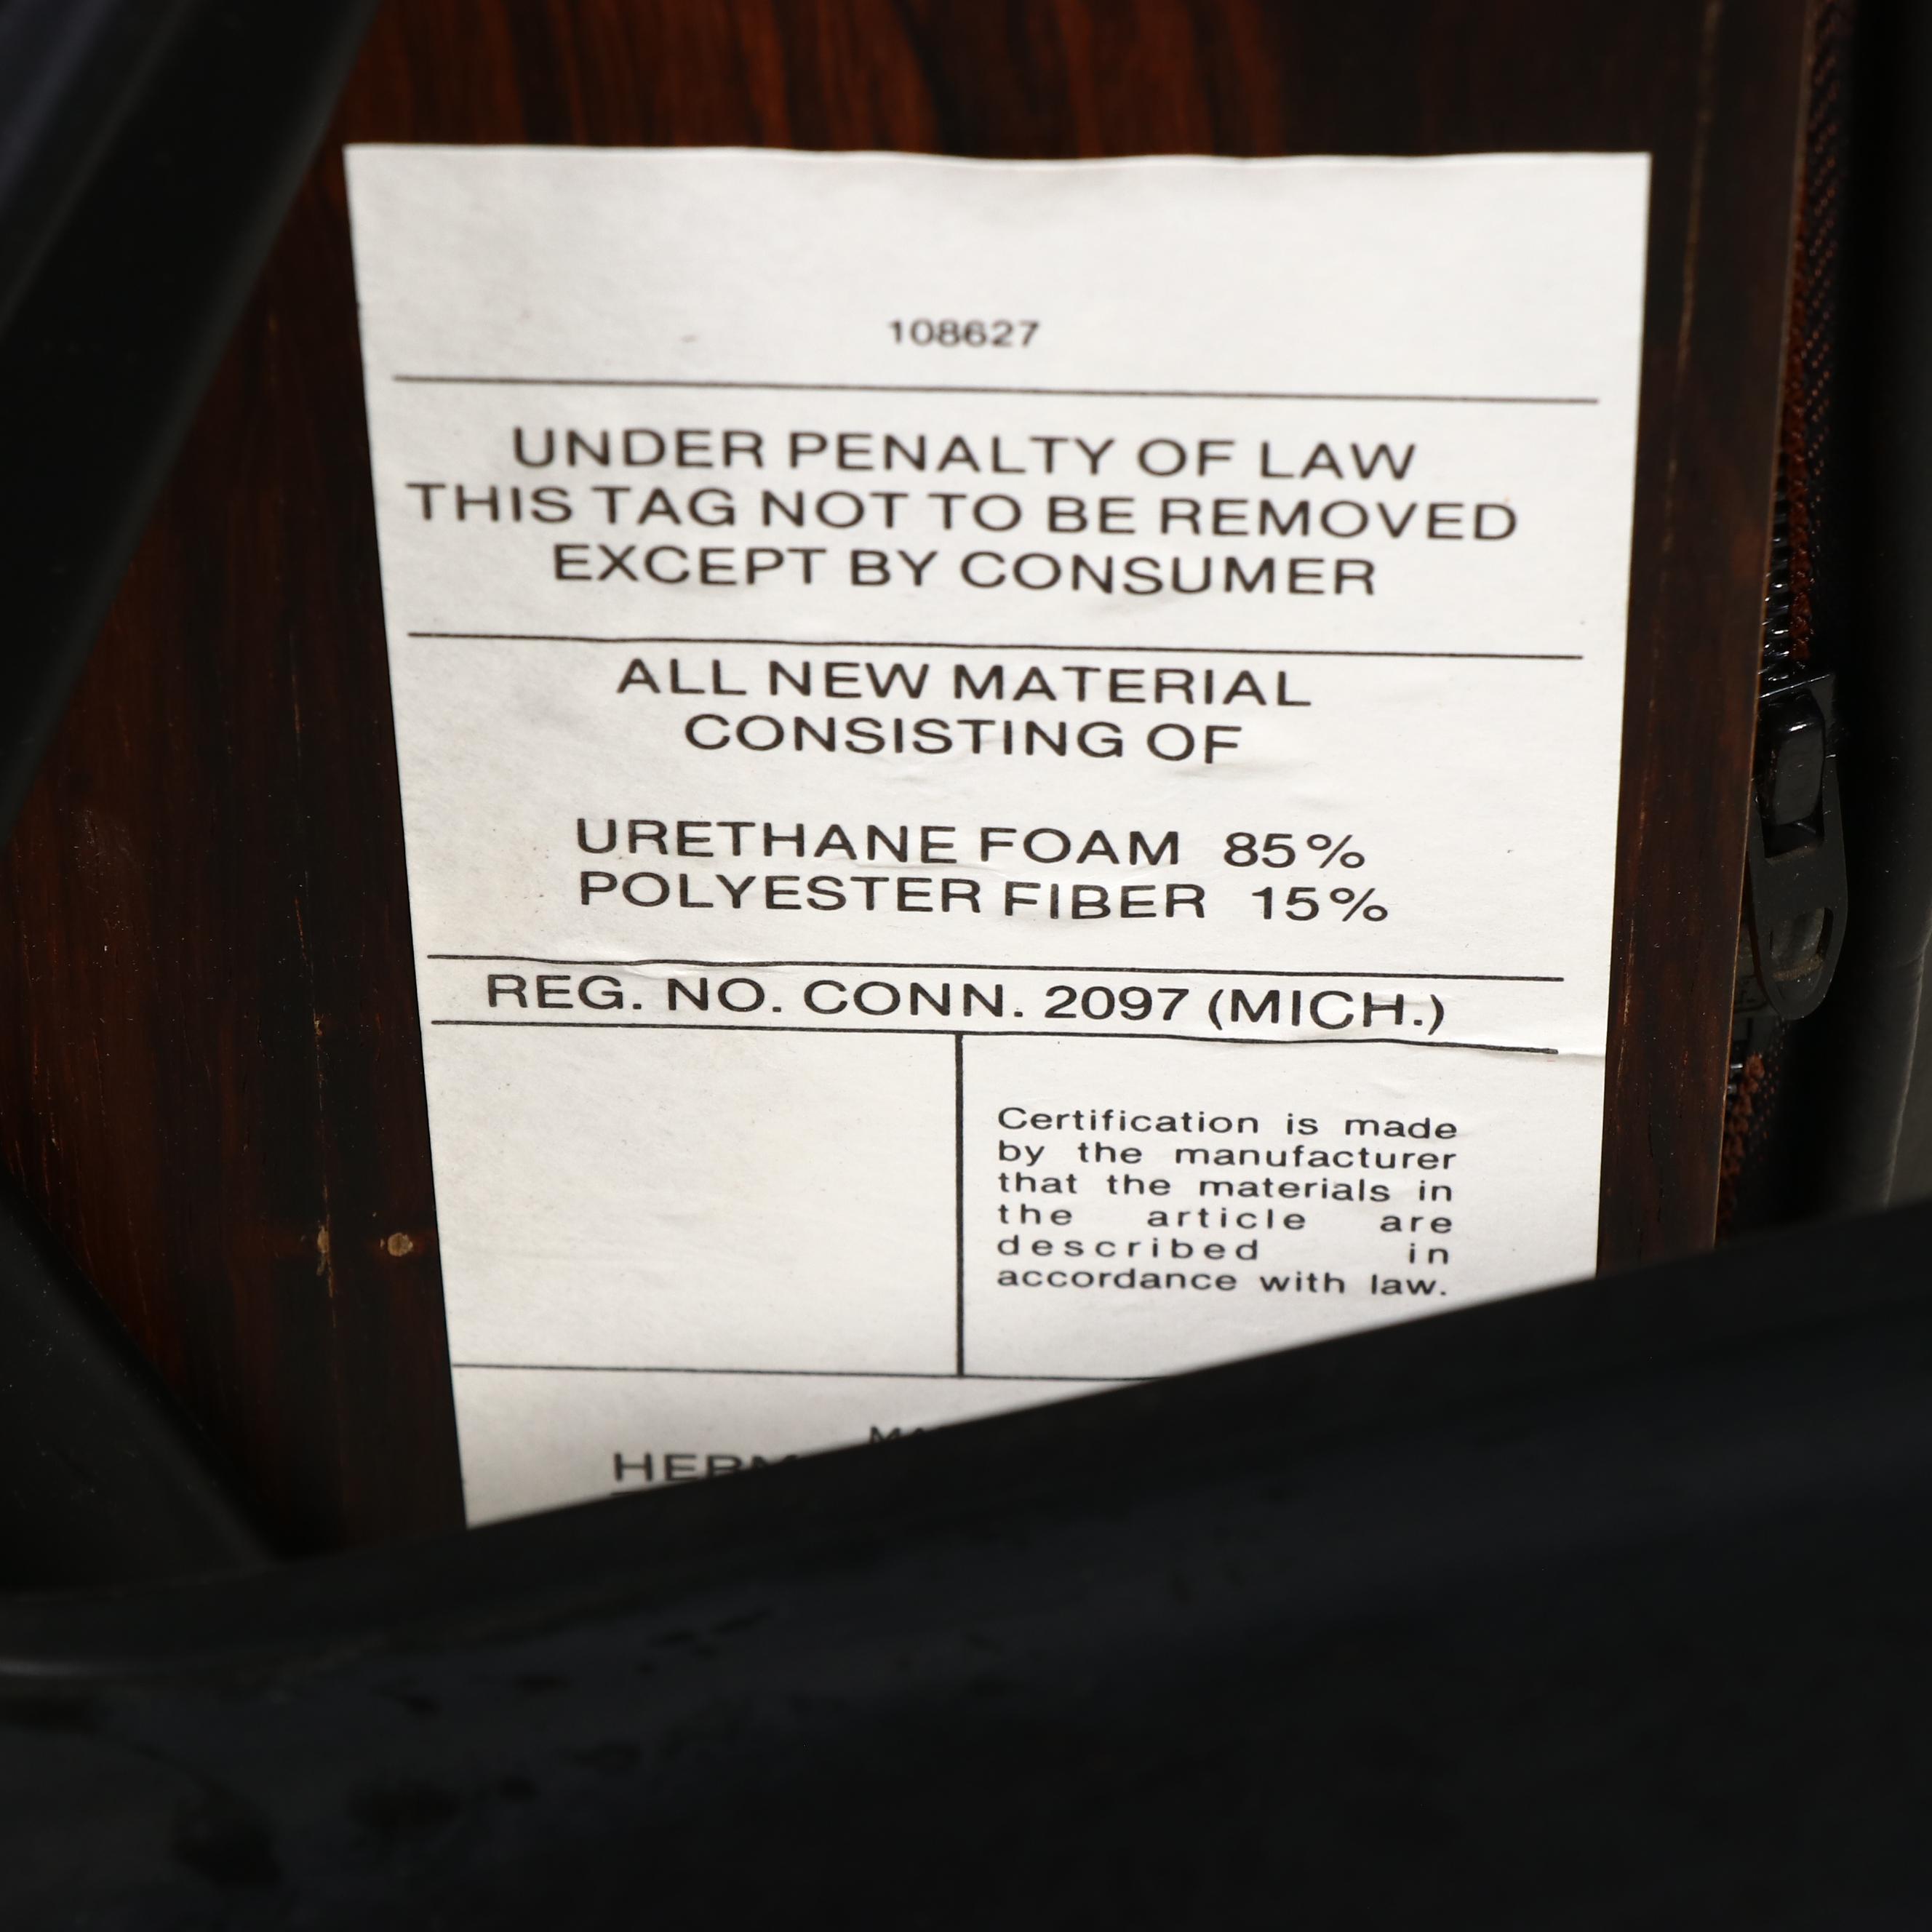 108627
UNDER PENALTY OF LAW
THIS TAG NOT TO BE REMOVED
EXCEPT BY CONSUMER
ALL NEW MATERIAL
CONSISTING OF
URETHANE FOAM 85%
POLYESTER FIBER 15%
REG. NO. CONN. 2097 (MICH.)
Certification is made
by the manufacturer
that the materials in
the article are
described in
accordance with law.